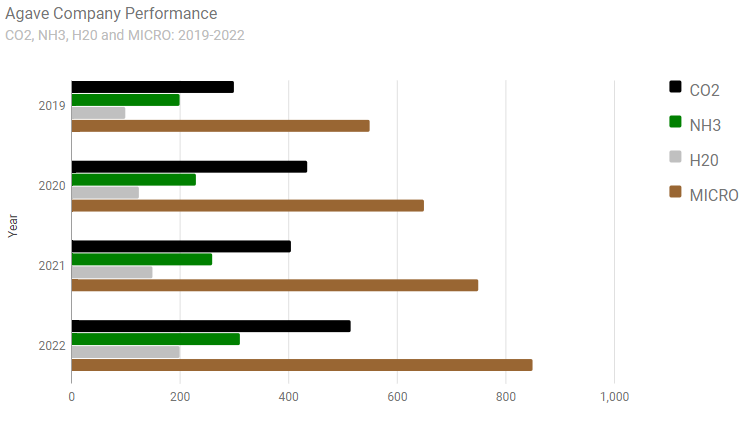 Agave Company Performance
CO2, NH3, H20 and MICRO: 2019-2022
CO2
NH3
H20
MICRO
Year
2019
2020
2021
2022
0
200
400
600
800
1,000